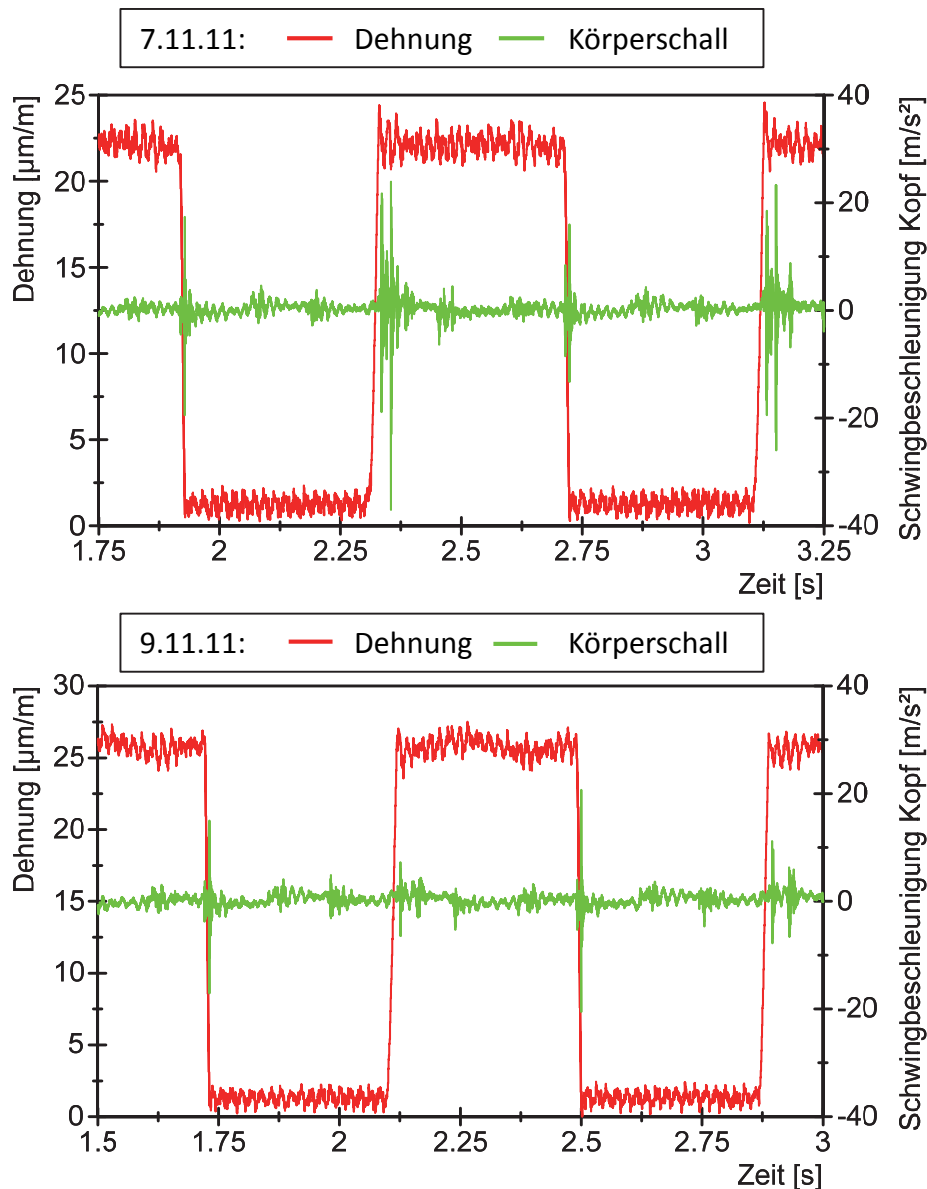 7.11.11: Dehnung Körperschall
Dehnung [µm/m]
25
20
15
10
5
0
1.75 2 2.25 2.5 2.75 3 3.25
Zeit [s]
40
20
0
-20
-40
Schwingbeschleunigung Kopf [m/s²]
9.11.11: Dehnung Körperschall
Dehnung [µm/m]
30
25
20
15
10
5
0
1.5 1.75 2 2.25 2.5 2.75 3
Zeit [s]
40
20
0
-20
-40
Schwingbeschleunigung Kopf [m/s²]